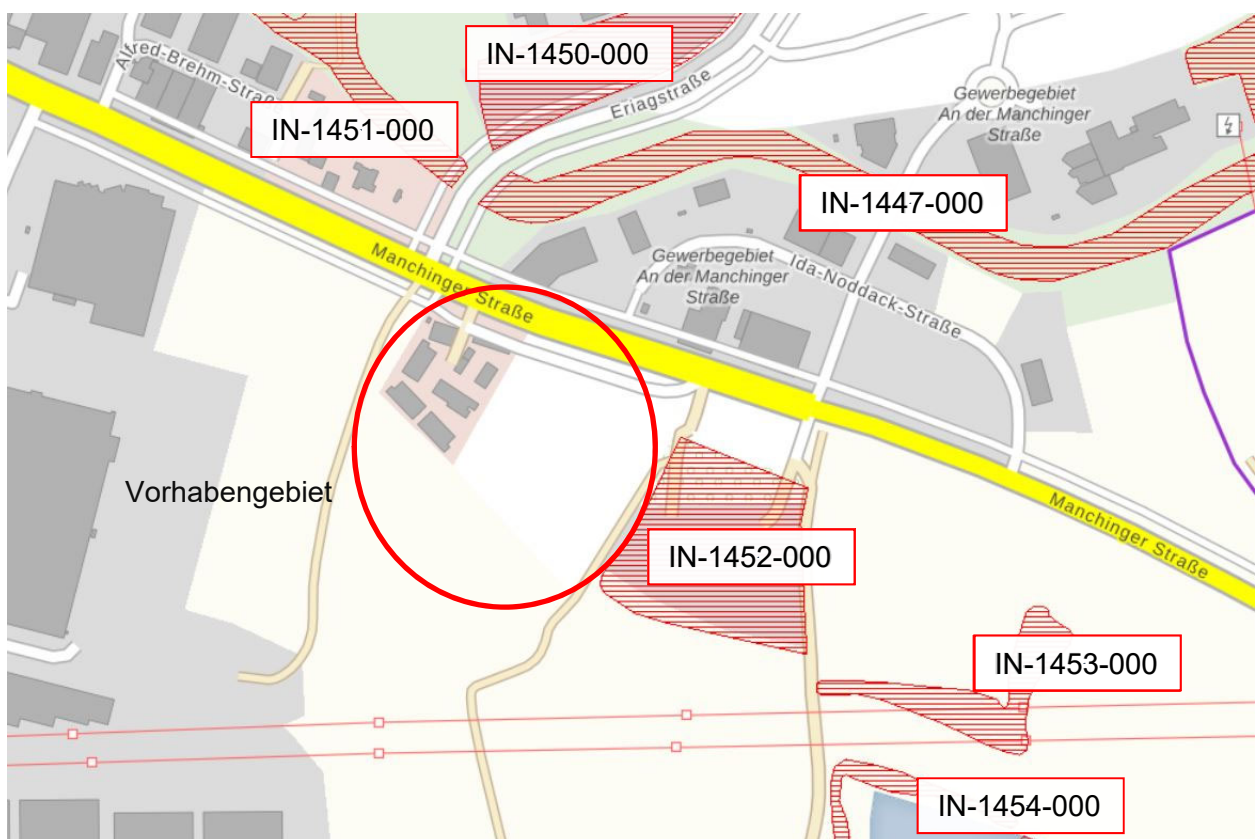 IN-1450-000
Alfred-Brehm-Straße
Eriagstraße
Gewerbegebiet
An der Manchinger
Straße
IN-1451-000
IN-1447-000
Manchinger Straße
Gewerbegebiet
An der Manchinger
Straße
Ida-Noddack-Straße
Vorhabengebiet
Manchinger Straße
IN-1452-000
IN-1453-000
IN-1454-000